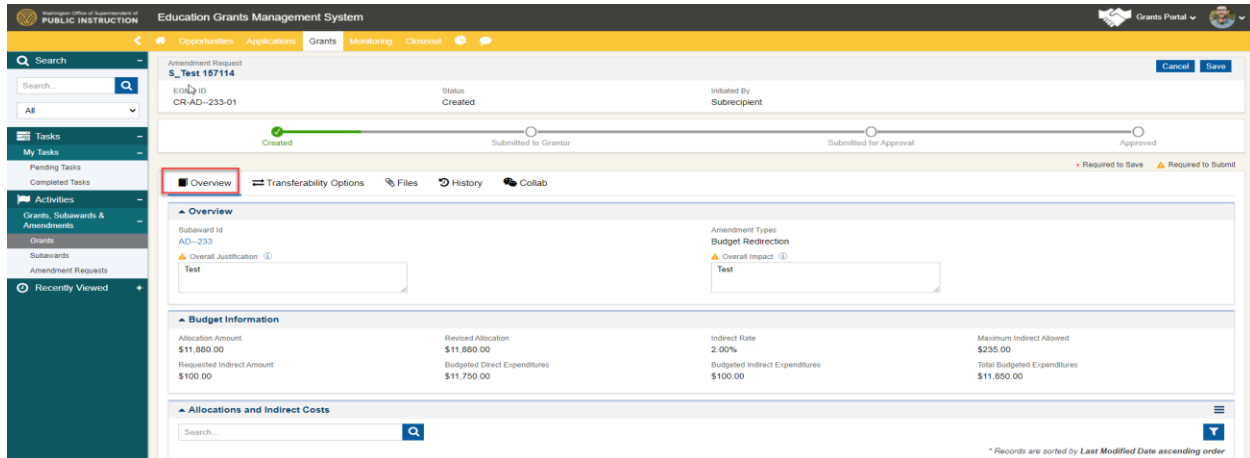 Washington Office of Superintendent of
PUBLIC INSTRUCTION
Education Grants Management System
Grants Portal
Opportunities Applications Grants Monitoring Closeout
Search
Search...
All
Tasks
My Tasks
Pending Tasks
Completed Tasks
Activities
Grants, Subawards &
Amendments
Grants
Subawards
Amendment Requests
Recently Viewed
Amendment Request
S_Test 157114
Cancel Save
ID Status Initiated By
CR-AD--233-01 Created Subrecipient
Created Submitted to Grantor Submitted for Approval Approved
Required to Save Required to Submit
Overview Transferability Options Files History Collab
Overview
Subaward Id Amendment Types
AD--233 Budget Redirection
Overall Justification Overall Impact
Test Test
Budget Information
Allocation Amount Revised Allocation Indirect Rate Maximum Indirect Allowed
$11,880.00 $11,880.00 2.00% $235.00
Requested Indirect Amount Budgeted Direct Expenditures Budgeted Indirect Expenditures Total Budgeted Expenditures
$100.00 $11,750.00 $100.00 $11,850.00
Allocations and Indirect Costs
Search...
* Records are sorted by Last Modified Date ascending order